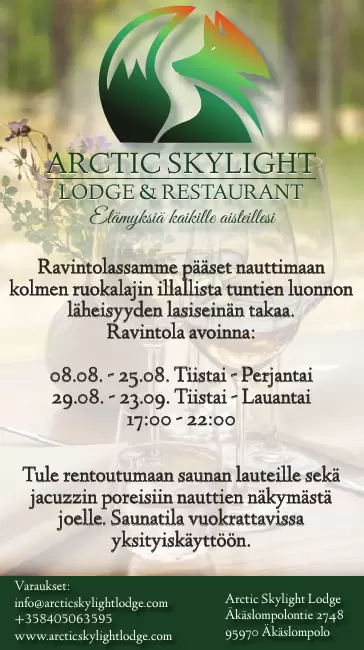 ARCTIC SKYLIGHT
LODGE & RESTAURANT
Elämyksiä kaikille aisteillesi
Ravintolassamme pääset nauttimaan
kolmen ruokalajin illallista tuntien luonnon
läheisyyden lasiseinän takaa.
Ravintola avoinna:
08.08. - 25.08. Tiistai - Perjantai
29.08. - 23.09. Tiistai - Lauantai
17:00 - 22:00
Tule rentoutumaan saunan lauteille sekä
jacuzzin poreisiin nauttien näkymästä
joelle. Saunatila vuokrattavissa
yksityiskäyttöön.
Varaukset:
info@arcticskylightlodge.com
+358405063595
www.arcticskylightlodge.com
Arctic Skylight Lodge
Äkäslompolontie 2748
95970 Äkäslompolo